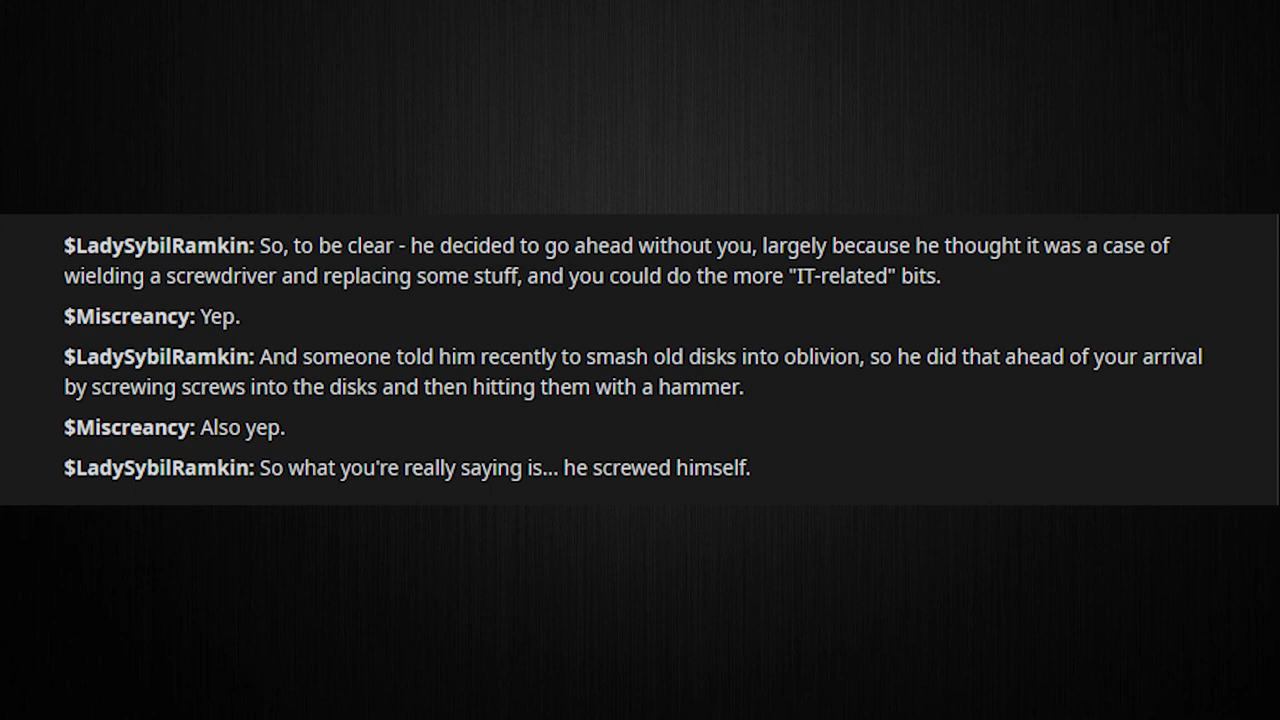 $LadySybilRamkin: So, to be clear - he decided to go ahead without you, largely because he thought it was a case of
wielding a screwdriver and replacing some stuff, and you could do the more "IT-related" bits.
$Miscreancy: Yep.
$LadySybilRamkin: And someone told him recently to smash old disks into oblivion, so he did that ahead of your arrival
by screwing screws into the disks and then hitting them with a hammer.
$Miscreancy: Also yep.
$LadySybilRamkin: So what you're really saying is... he screwed himself.